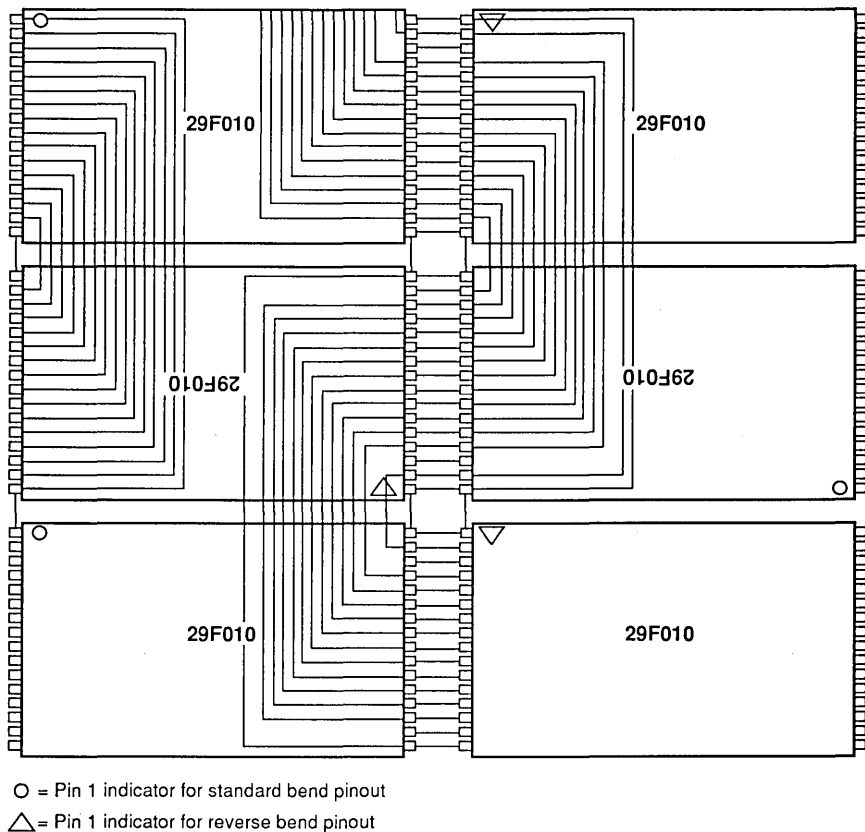 29F010
29F010
29F010
29F010
29F010
29F010
○ = Pin 1 indicator for standard bend pinout
△ = Pin 1 indicator for reverse bend pinout